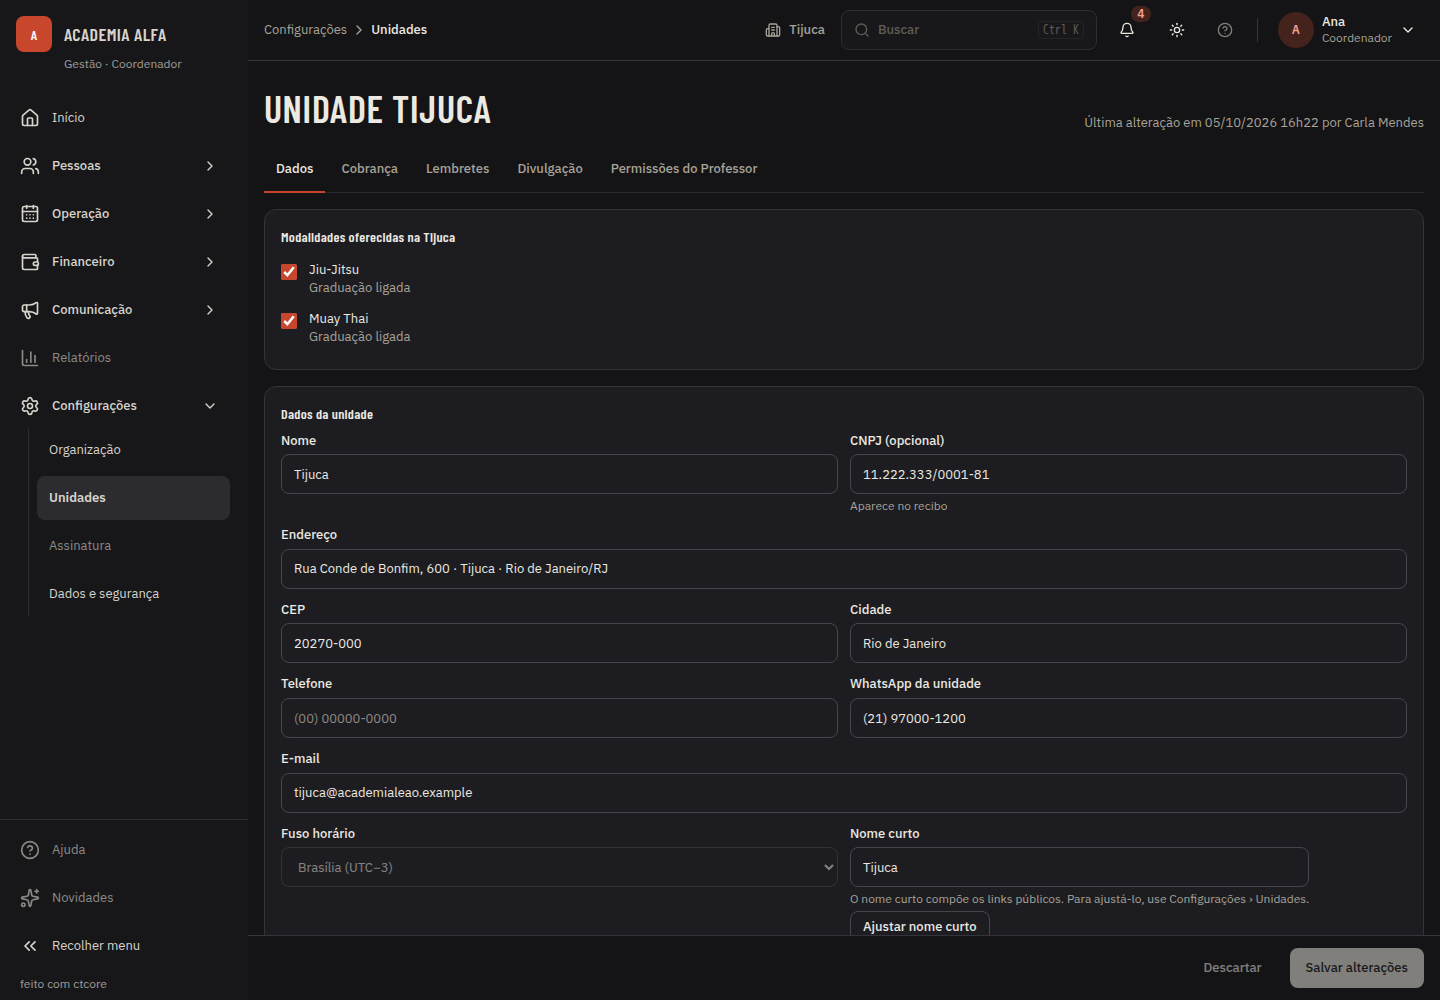 A
ACADEMIA ALFA
Gestão · Coordenador
Início
Pessoas
Operação
Financeiro
Comunicação
Relatórios
Configurações
Organização
Unidades
Assinatura
Dados e segurança
Ajuda
Novidades
Recolher menu
feito com ctcore
Configurações > Unidades
Tijuca
Buscar
Ctrl K
4
A
Ana
Coordenador
UNIDADE TIJUCA
Última alteração em 05/10/2026 16h22 por Carla Mendes
Dados
Cobrança
Lembretes
Divulgação
Permissões do Professor
Modalidades oferecidas na Tijuca
Jiu-Jitsu
Graduação ligada
Muay Thai
Graduação ligada
Dados da unidade
Nome
Tijuca
CNPJ (opcional)
11.222.333/0001-81
Aparece no recibo
Endereço
Rua Conde de Bonfim, 600 · Tijuca · Rio de Janeiro/RJ
CEP
20270-000
Cidade
Rio de Janeiro
Telefone
(00) 00000-0000
WhatsApp da unidade
(21) 97000-1200
E-mail
tijuca@academialeao.example
Fuso horário
Brasília (UTC−3)
Nome curto
Tijuca
O nome curto compõe os links públicos. Para ajustá-lo, use Configurações › Unidades.
Ajustar nome curto
Descartar
Salvar alterações